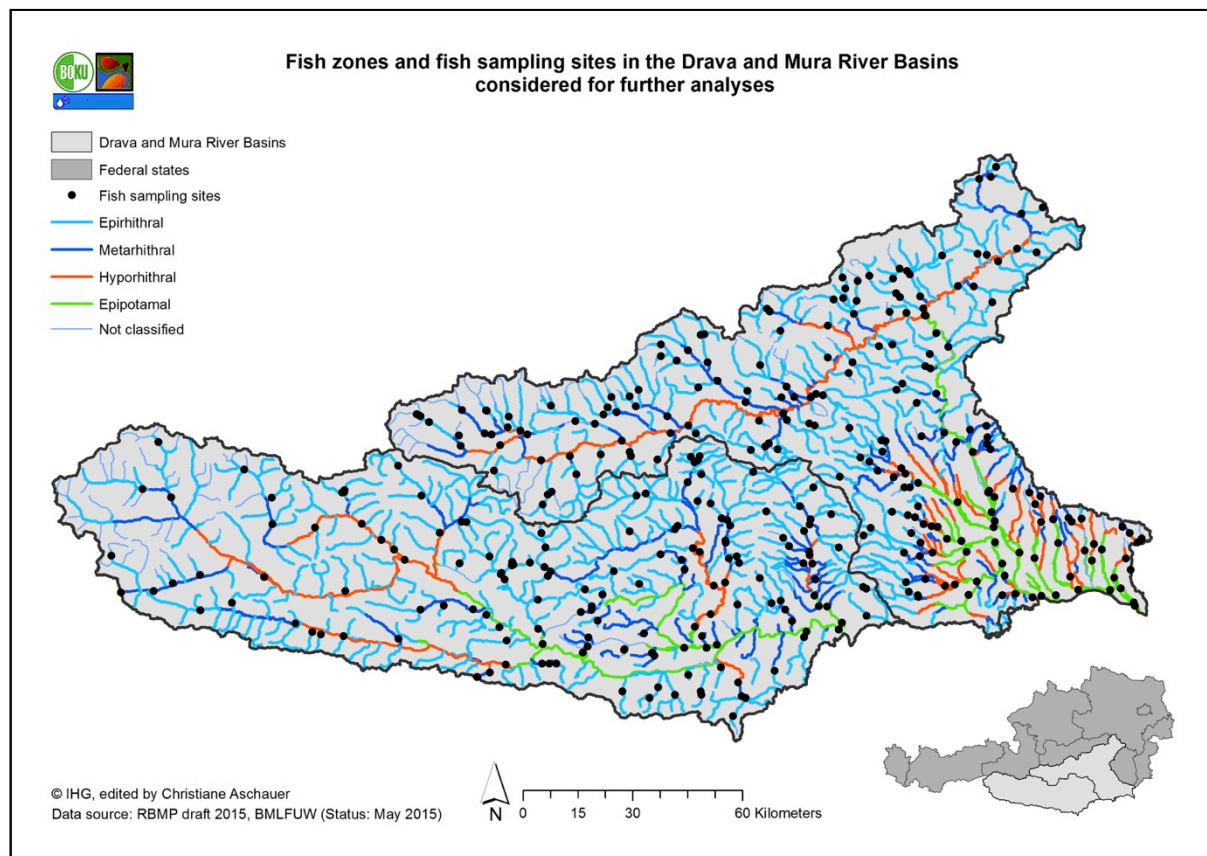 BOKU
Fish zones and fish sampling sites in the Drava and Mura River Basins
considered for further analyses
Drava and Mura River Basins
Federal states
Fish sampling sites
Epirhithral
Metarhithral
Hyporhithral
Epipotamal
Not classified
© IHG, edited by Christiane Aschauer
Data source: RBMP draft 2015, BMLFUW (Status: May 2015)
N
0 15 30 60 Kilometers